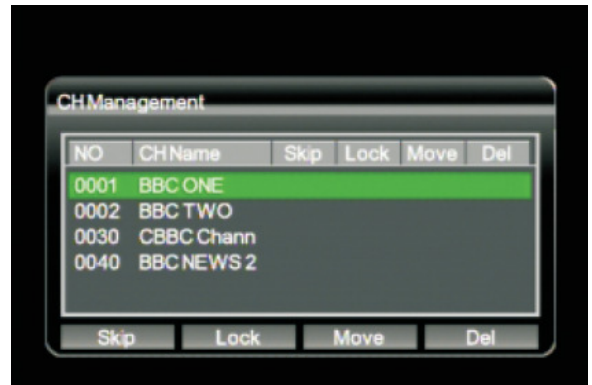 CH Management
NO CH Name Skip Lock Move Del
0001 BBC ONE
0002 BBC TWO
0030 CBBC Chann
0040 BBC NEWS 2
Skip Lock Move Del